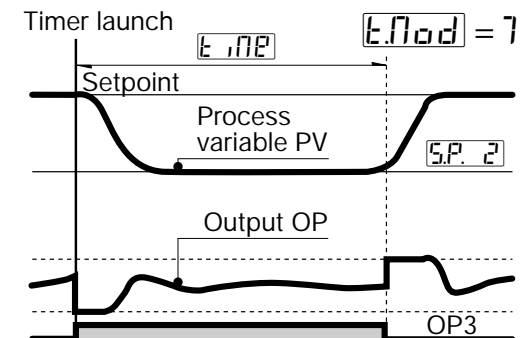 Timer launch
t.Mod = 7
t iME
Setpoint
Process
variable PV
S.P. 2
Output OP
OP3